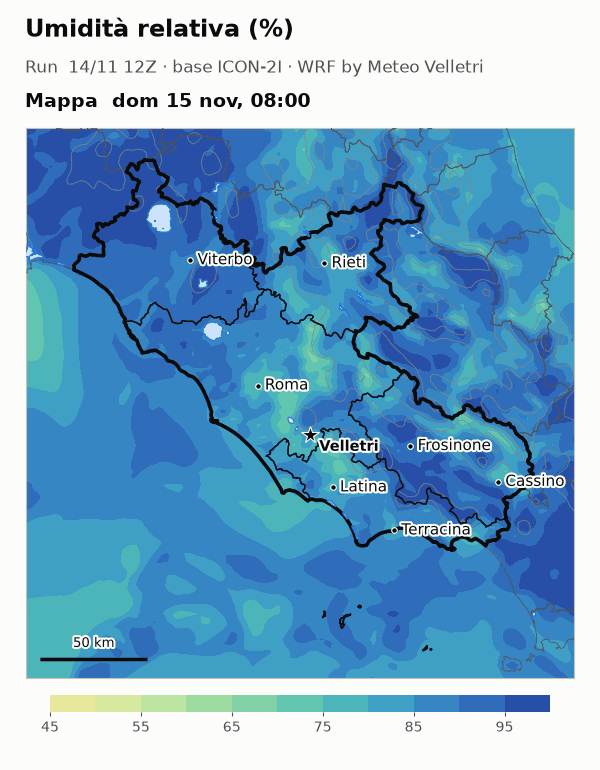 Umidità relativa (%)
Run  14/11 12Z · base ICON-2I · WRF by Meteo Velletri
Mappa  dom 15 nov, 08:00
Viterbo
Rieti
Roma
Velletri
Frosinone
Cassino
Latina
Terracina
50 km
45 55 65 75 85 95